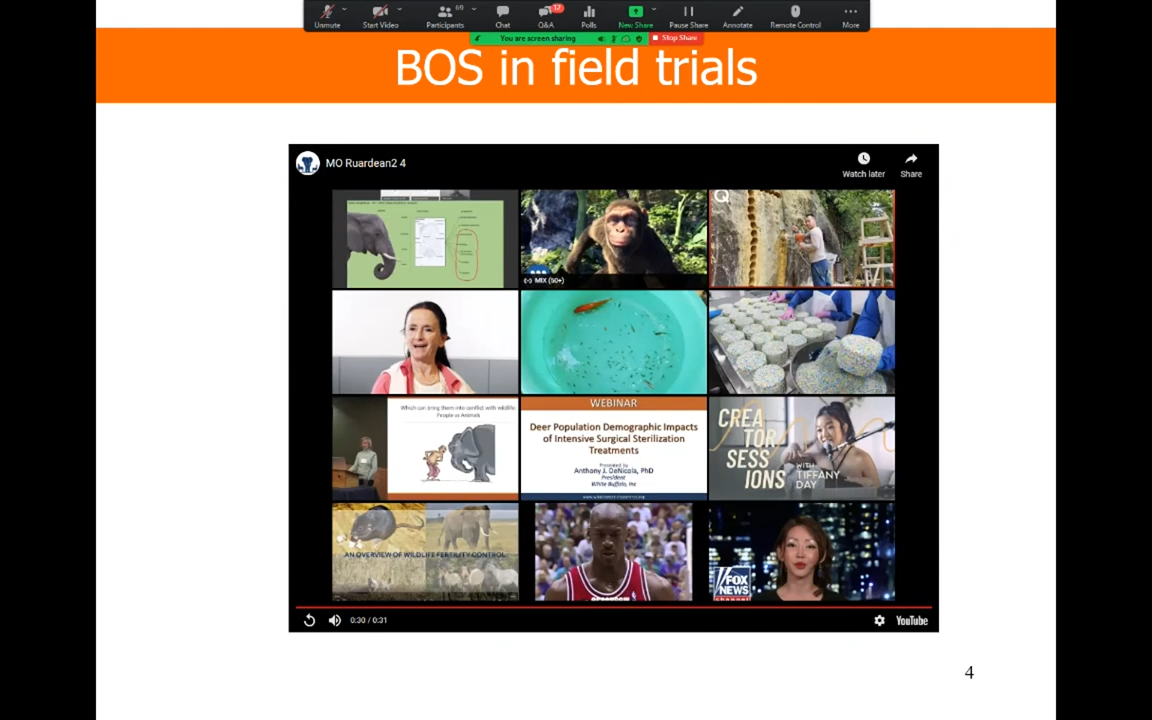 69
12
Unmute
Start Video
Participants
Chat
Q&A
Polls
New Share
Pause Share
Annotate
Remote Control
More
You are screen sharing
Stop Share
BOS in field trials
MO Ruardean2 4
Watch later
Share
MIX (50+)
Which can bring them into conflict with wildlife
People vs Animals
WEBINAR
Deer Population Demographic Impacts
of Intensive Surgical Sterilization
Treatments
Presented by
Anthony J. DeNicola, PhD
President
White Buffalo, Inc
CREA
TOR
SESS
IONS
WITH
TIFFANY
DAY
AN OVERVIEW OF WILDLIFE FERTILITY CONTROL
FOX
NEWS
channel
0:30 / 0:31
YouTube
4